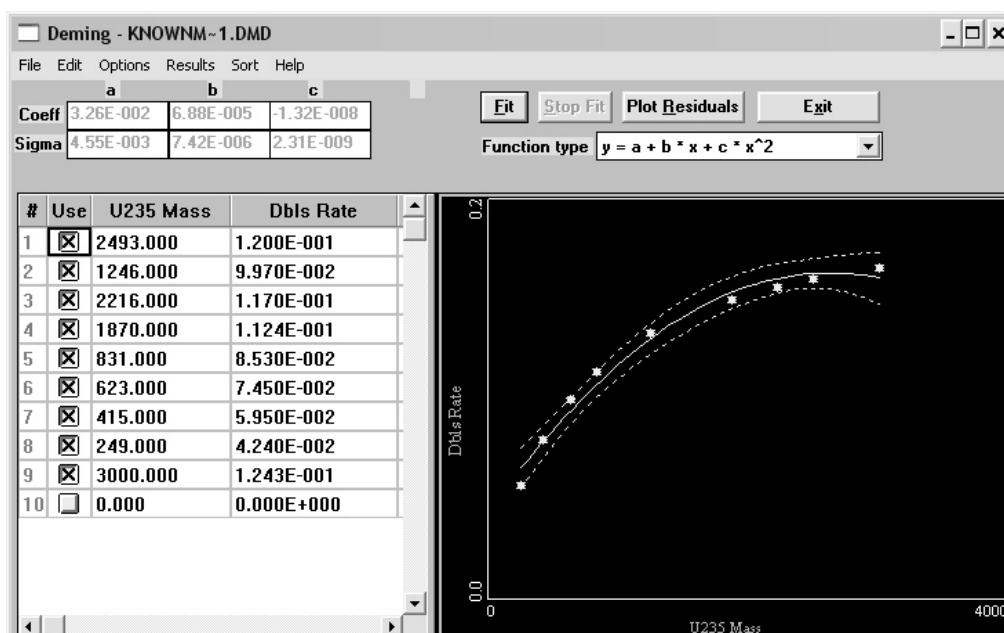 Deming - KNOWNM~1.DMD
File Edit Options Results Sort Help
a b c
Coeff 3.26E-002 6.88E-005 -1.32E-008
Sigma 4.55E-003 7.42E-006 2.31E-009
Fit Stop Fit Plot Residuals Exit
Function type y = a + b * x + c * x^2
# Use U235 Mass Dbls Rate
1 2493.000 1.200E-001
2 1246.000 9.970E-002
3 2216.000 1.170E-001
4 1870.000 1.124E-001
5 831.000 8.530E-002
6 623.000 7.450E-002
7 415.000 5.950E-002
8 249.000 4.240E-002
9 3000.000 1.243E-001
10 0.000 0.000E+000
0.2
Dbls Rate
0.0
0 4000
U235 Mass